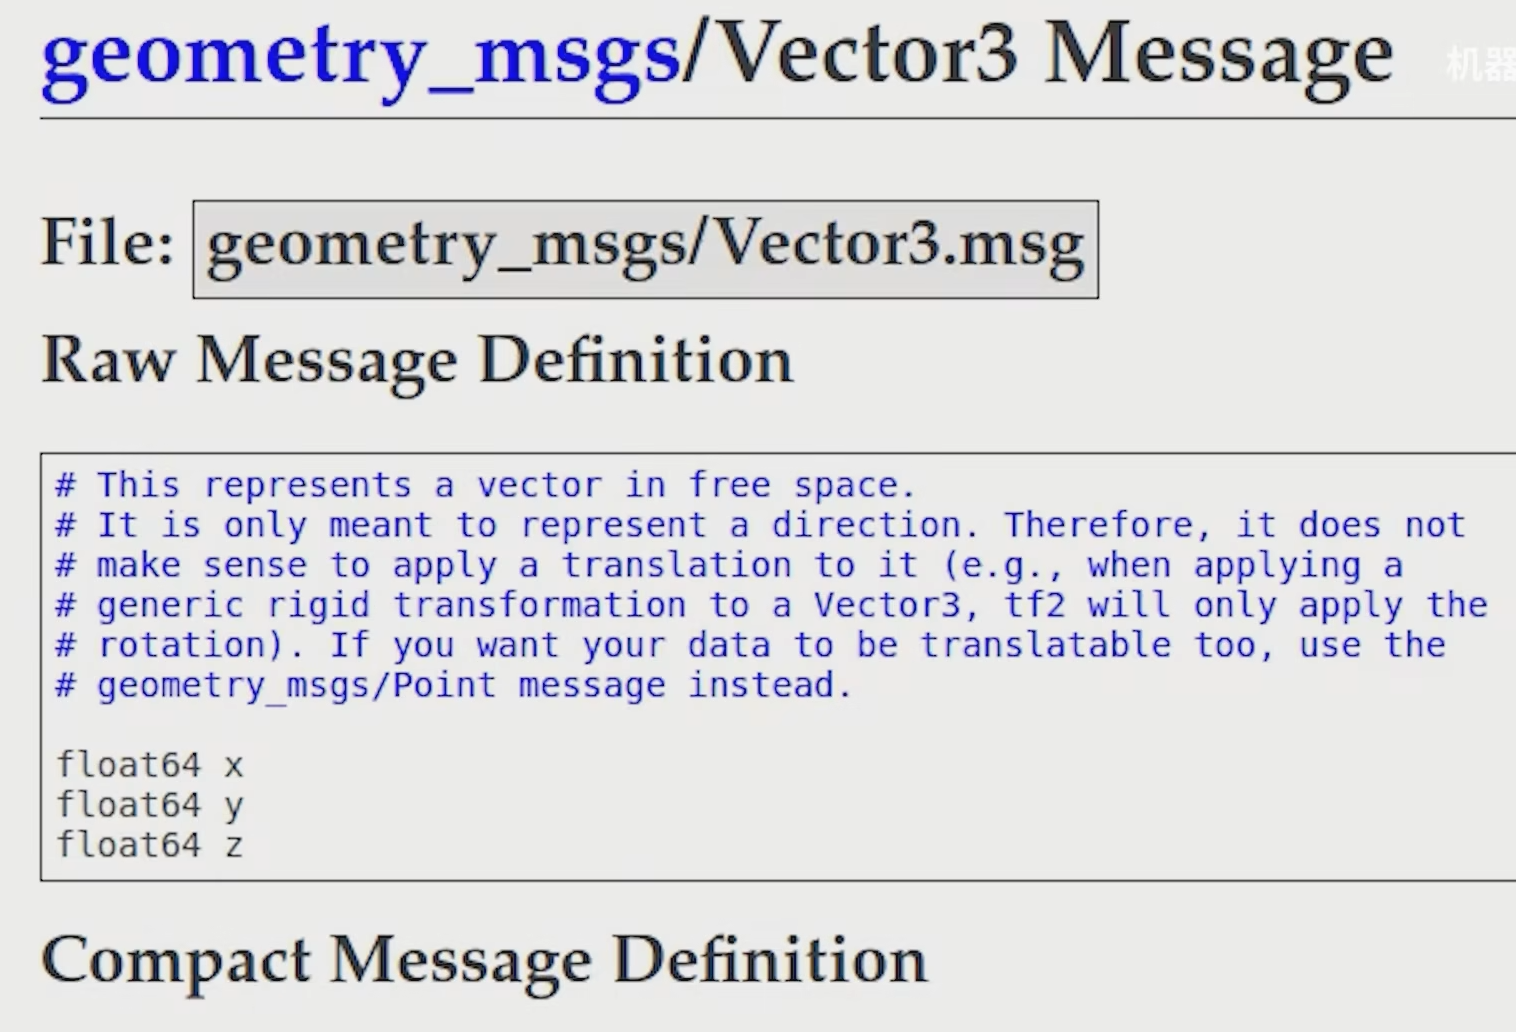 geometry_msgs/Vector3 Message
机器
File: geometry_msgs/Vector3.msg
Raw Message Definition
# This represents a vector in free space.
# It is only meant to represent a direction. Therefore, it does not
# make sense to apply a translation to it (e.g., when applying a
# generic rigid transformation to a Vector3, tf2 will only apply the
# rotation). If you want your data to be translatable too, use the
# geometry_msgs/Point message instead.
float64 x
float64 y
float64 z
Compact Message Definition